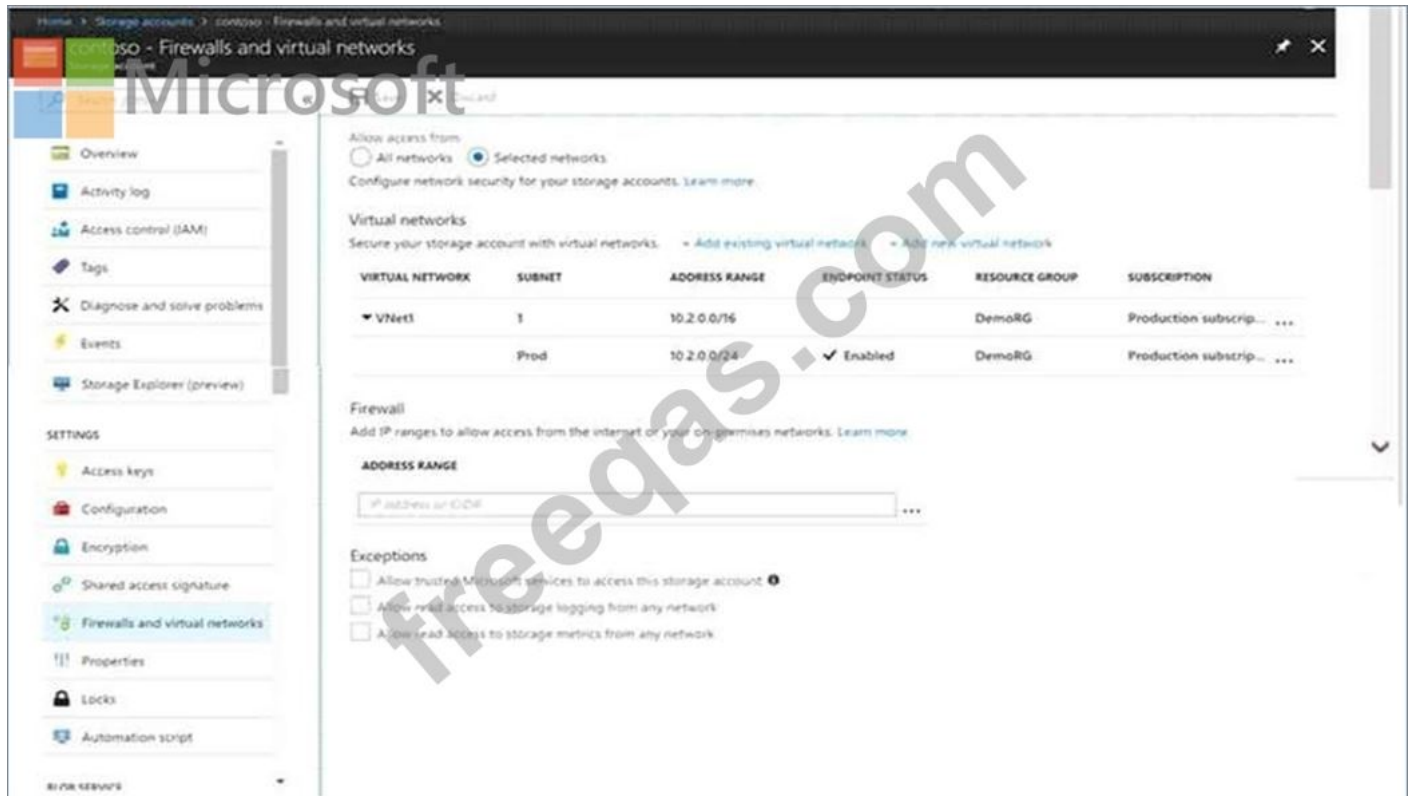 Home > Storage accounts > contoso - Firewalls and virtual networks
contoso - Firewalls and virtual networks
Storage account
Microsoft
Discard
Overview
Activity log
Access control (IAM)
Tags
Diagnose and solve problems
Events
Storage Explorer (preview)
SETTINGS
Access keys
Configuration
Encryption
Shared access signature
Firewalls and virtual networks
Properties
Locks
Automation script
BLOB SERVICE
Allow access from
All networks Selected networks
Configure network security for your storage accounts. Learn more
Virtual networks
Secure your storage account with virtual networks. + Add existing virtual network + Add new virtual network
VIRTUAL NETWORK SUBNET ADDRESS RANGE ENDPOINT STATUS RESOURCE GROUP SUBSCRIPTION
VNet1 1 10.2.0.0/16 DemoRG Production subscrip... ...
Prod 10.2.0.0/24 ✓ Enabled DemoRG Production subscrip... ...
Firewall
Add IP ranges to allow access from the internet or your on-premises networks. Learn more
ADDRESS RANGE
IP address or CIDR ...
Exceptions
Allow trusted Microsoft services to access this storage account
Allow read access to storage logging from any network
Allow read access to storage metrics from any network
freeqas.com